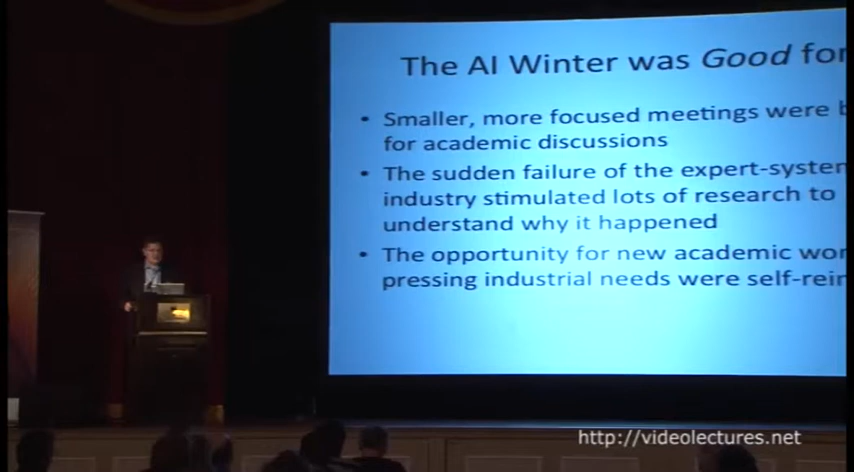 The AI Winter was Good for
• Smaller, more focused meetings were
for academic discussions
• The sudden failure of the expert-system
industry stimulated lots of research to
understand why it happened
• The opportunity for new academic
pressing industrial needs were
http://videolectures.net